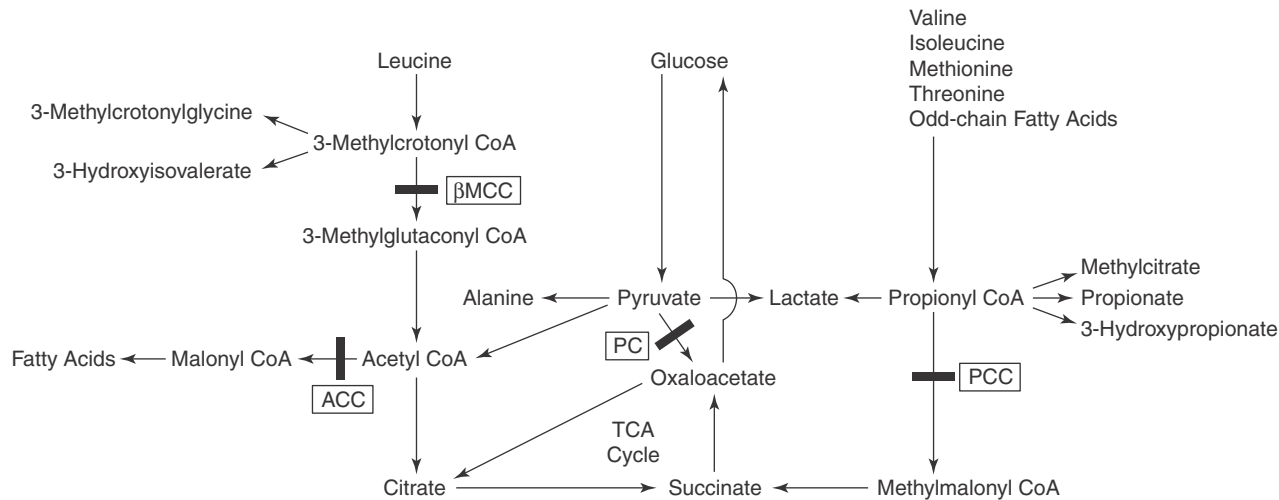 Valine
Isoleucine
Methionine
Threonine
Odd-chain Fatty Acids
Leucine
Glucose
3-Methylcrotonylglycine
3-Methylcrotonyl CoA
3-Hydroxyisovalerate
βMCC
3-Methylglutaconyl CoA
Alanine
Pyruvate
Lactate
Propionyl CoA
Methylcitrate
Propionate
3-Hydroxypropionate
PC
Fatty Acids
Malonyl CoA
Acetyl CoA
ACC
Oxaloacetate
PCC
TCA
Cycle
Citrate
Succinate
Methylmalonyl CoA